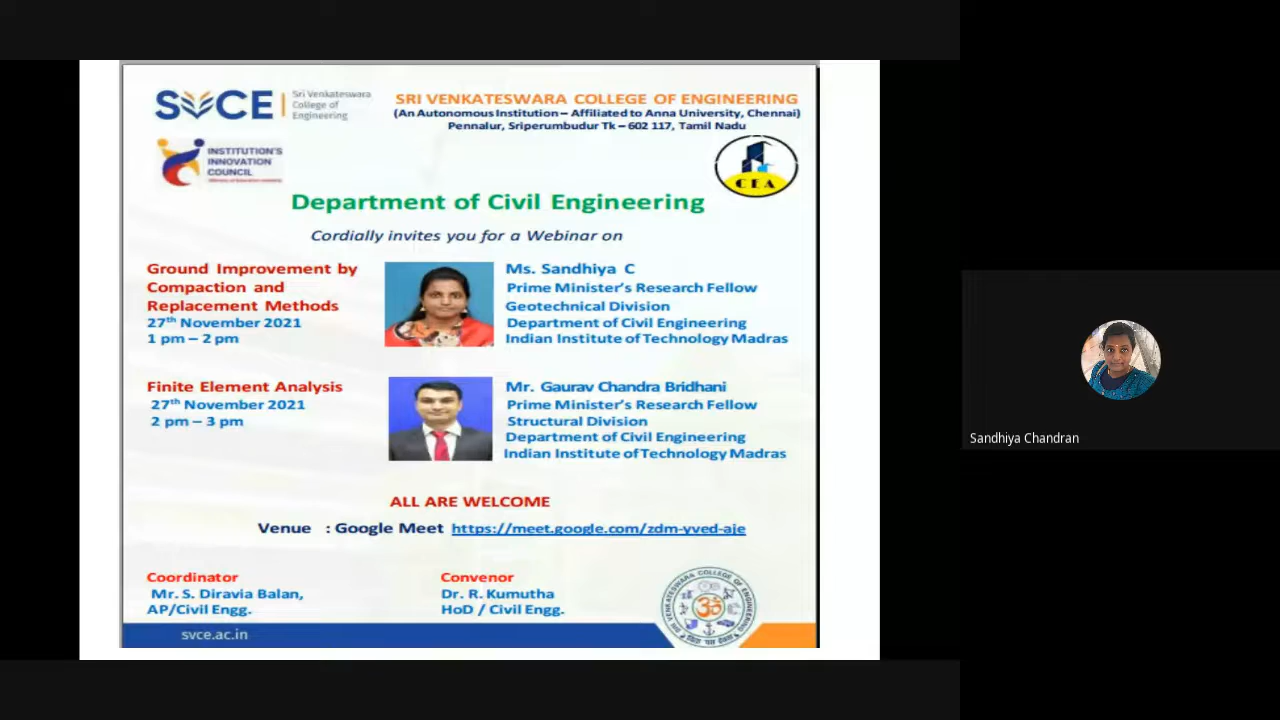 SVCE
Sri Venkateswara
College of
Engineering
SRI VENKATESWARA COLLEGE OF ENGINEERING
(An Autonomous Institution – Affiliated to Anna University, Chennai)
Pennalur, Sriperumbudur Tk – 602 117, Tamil Nadu
INSTITUTION'S
INNOVATION
COUNCIL
CEA
Department of Civil Engineering
Cordially invites you for a Webinar on
Ground Improvement by
Compaction and
Replacement Methods
27th November 2021
1 pm – 2 pm
Ms. Sandhiya C
Prime Minister's Research Fellow
Geotechnical Division
Department of Civil Engineering
Indian Institute of Technology Madras
Finite Element Analysis
27th November 2021
2 pm – 3 pm
Mr. Gaurav Chandra Bridhani
Prime Minister's Research Fellow
Structural Division
Department of Civil Engineering
Indian Institute of Technology Madras
ALL ARE WELCOME
Venue : Google Meet https://meet.google.com/zdm-yved-aje
Coordinator
Mr. S. Diravia Balan,
AP/Civil Engg.
Convenor
Dr. R. Kumutha
HoD / Civil Engg.
SRI VENKATESWARA COLLEGE OF ENGINEERING
ॐ
svce.ac.in
Sandhiya Chandran